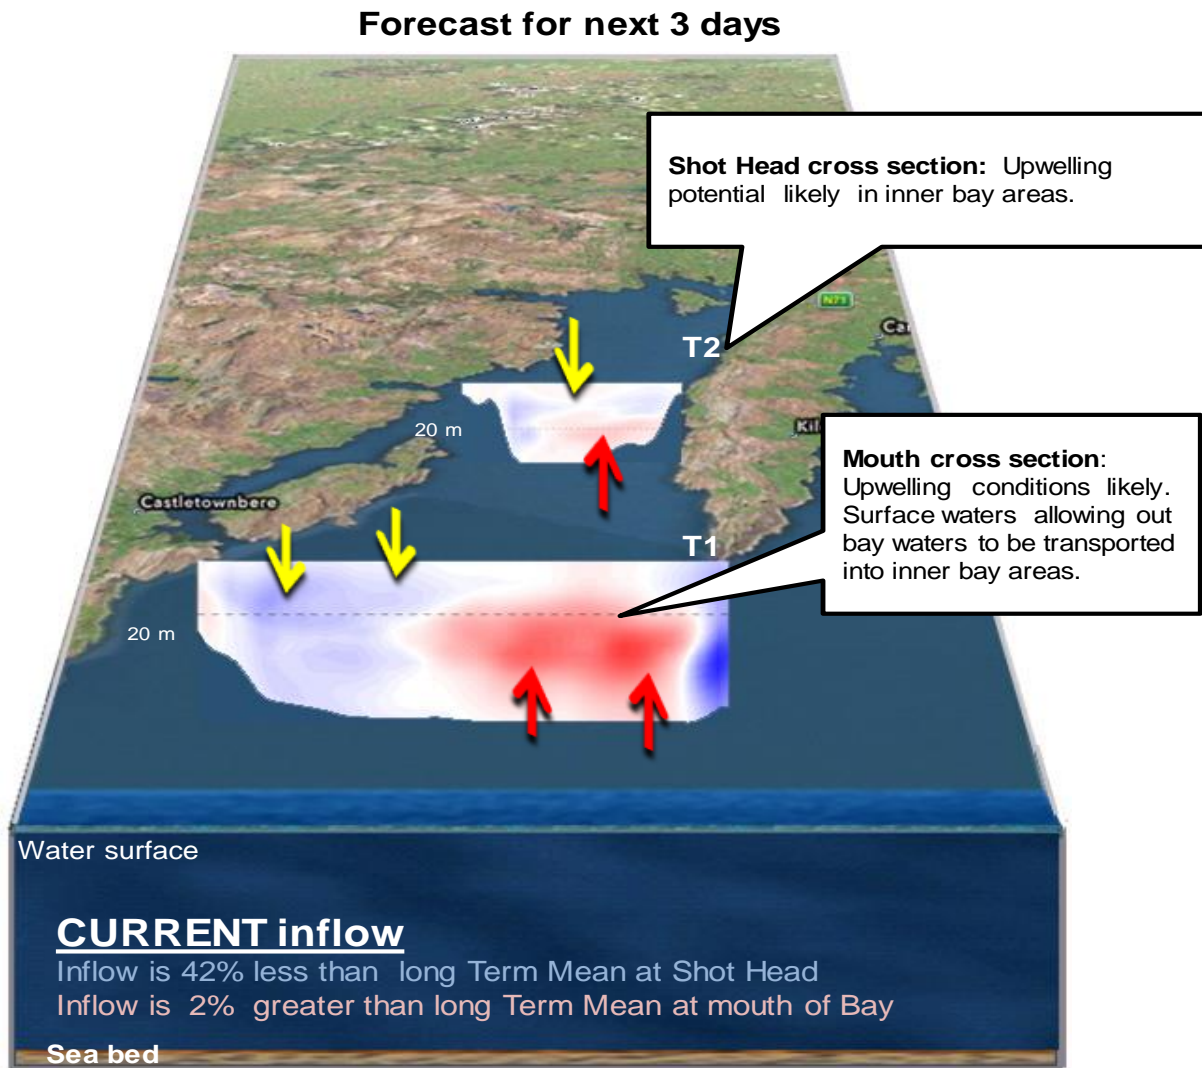 Forecast for next 3 days
Shot Head cross section: Upwelling
potential likely in inner bay areas.
N71
T2
20 m
Mouth cross section:
Upwelling conditions likely.
Surface waters allowing out
bay waters to be transported
into inner bay areas.
Castletownbere
T1
20 m
Water surface
CURRENT inflow
Inflow is 42% less than long Term Mean at Shot Head
Inflow is 2% greater than long Term Mean at mouth of Bay
Sea bed